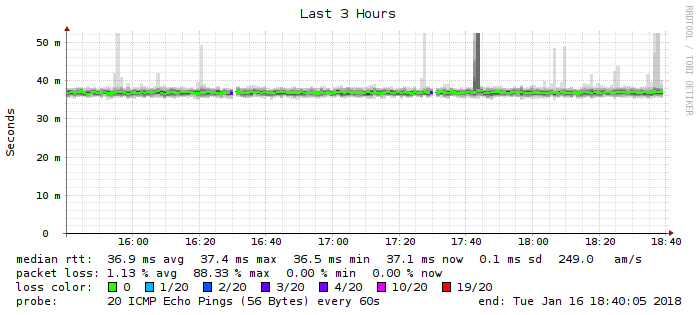 Last 3 Hours
RRDTOOL / TOBI OETIKER
Seconds
50 m
40 m
30 m
20 m
10 m
0
16:00 16:20 16:40 17:00 17:20 17:40 18:00 18:20 18:40
median rtt: 36.9 ms avg 37.4 ms max 36.5 ms min 37.1 ms now 0.1 ms sd 249.0 am/s
packet loss: 1.13 % avg 88.33 % max 0.00 % min 0.00 % now
loss color: 0 1/20 2/20 3/20 4/20 10/20 19/20
probe: 20 ICMP Echo Pings (56 Bytes) every 60s end: Tue Jan 16 18:40:05 2018